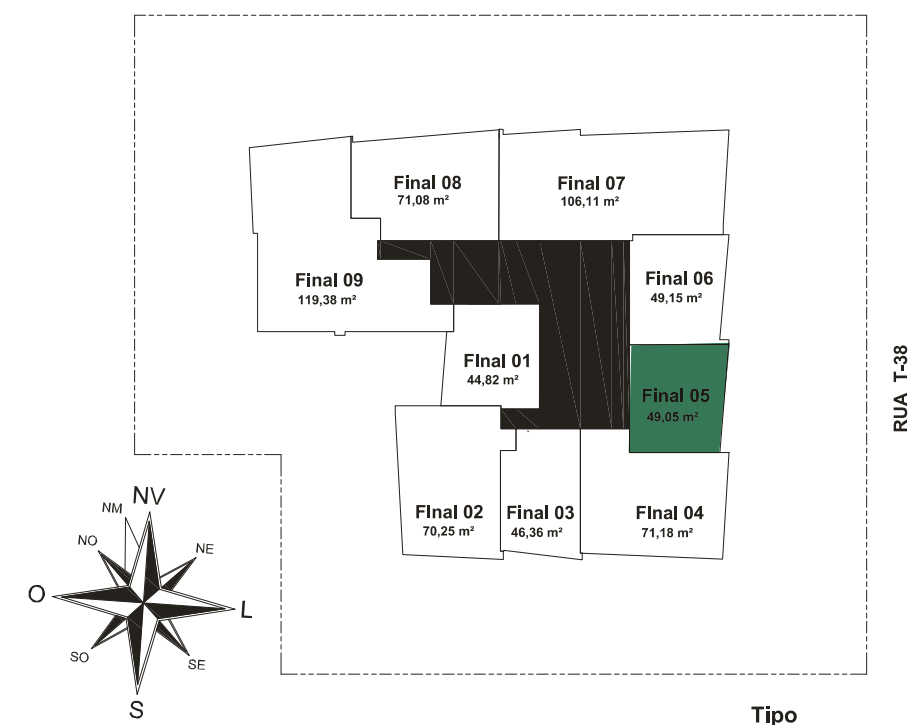 Final 08
71,08 m²
Final 07
106,11 m²
Final 09
119,38 m²
Final 06
49,15 m²
FInal 01
44,82 m²
Final 05
49,05 m²
RUA T-38
FInal 02
70,25 m²
Final 03
46,36 m²
FInal 04
71,18 m²
NM
NV
NO
NE
O
L
SO
SE
S
Tipo